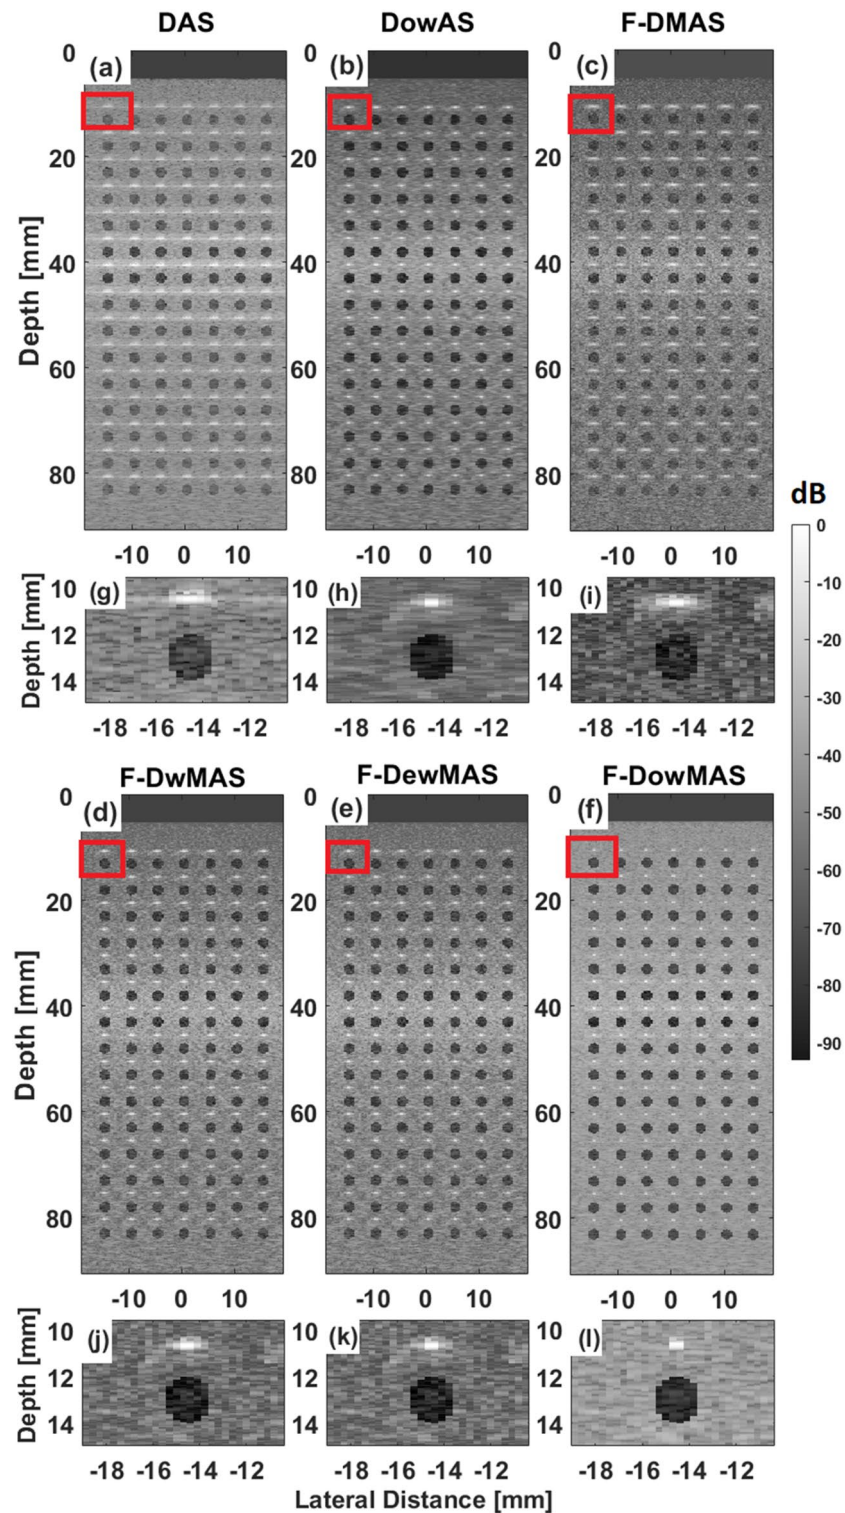 DAS DowAS F-DMAS
(a) (b) (c)
0 0 0
20 20 20
40 40 40
60 60 60
80 80 80
Depth [mm]
-10 0 10 -10 0 10 -10 0 10
dB
0
-10
-20
-30
-40
-50
-60
-70
-80
-90
(g) (h) (i)
10 10 10
12 12 12
14 14 14
Depth [mm]
-18 -16 -14 -12 -18 -16 -14 -12 -18 -16 -14 -12
F-DwMAS F-DewMAS F-DowMAS
(d) (e) (f)
0 0 0
20 20 20
40 40 40
60 60 60
80 80 80
Depth [mm]
-10 0 10 -10 0 10 -10 0 10
(j) (k) (l)
10 10 10
12 12 12
14 14 14
Depth [mm]
-18 -16 -14 -12 -18 -16 -14 -12 -18 -16 -14 -12
Lateral Distance [mm]